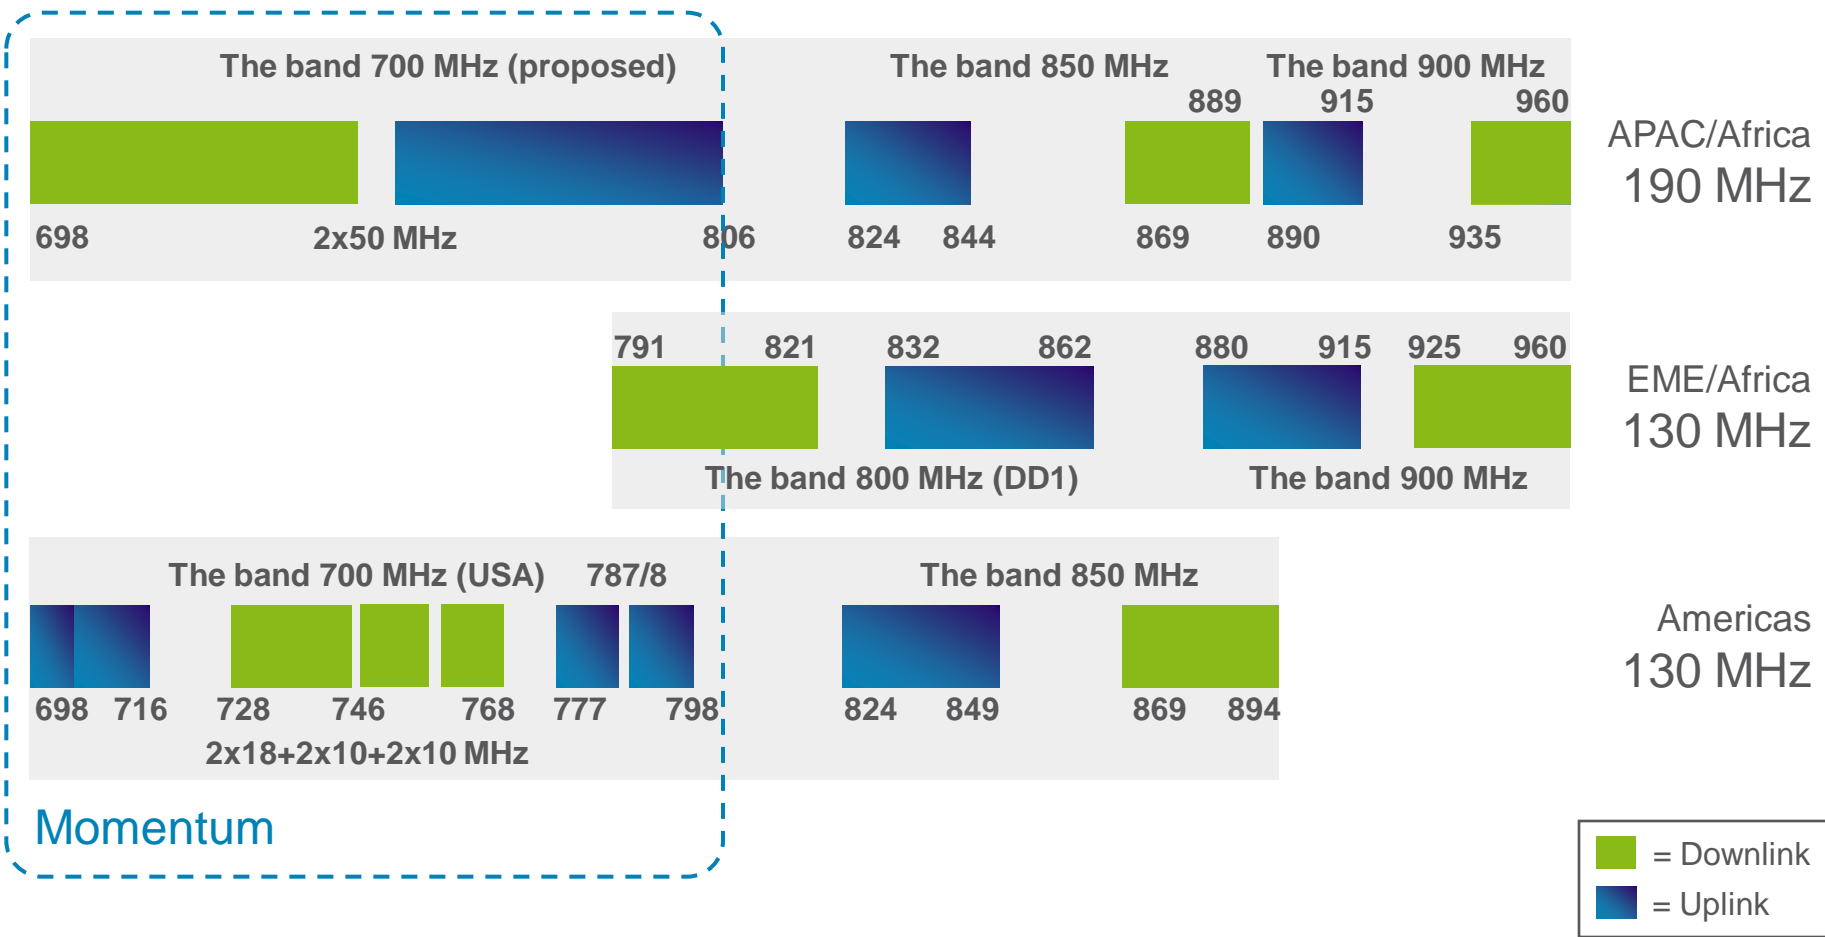 The band 700 MHz (proposed) The band 850 MHz The band 900 MHz
889 915 960
APAC/Africa
190 MHz
698 2x50 MHz 806 824 844 869 890 935
791 821 832 862 880 915 925 960
EME/Africa
130 MHz
The band 800 MHz (DD1) The band 900 MHz
The band 700 MHz (USA) 787/8 The band 850 MHz
Americas
130 MHz
698 716 728 746 768 777 798 824 849 869 894
2x18+2x10+2x10 MHz
Momentum
= Downlink
= Uplink